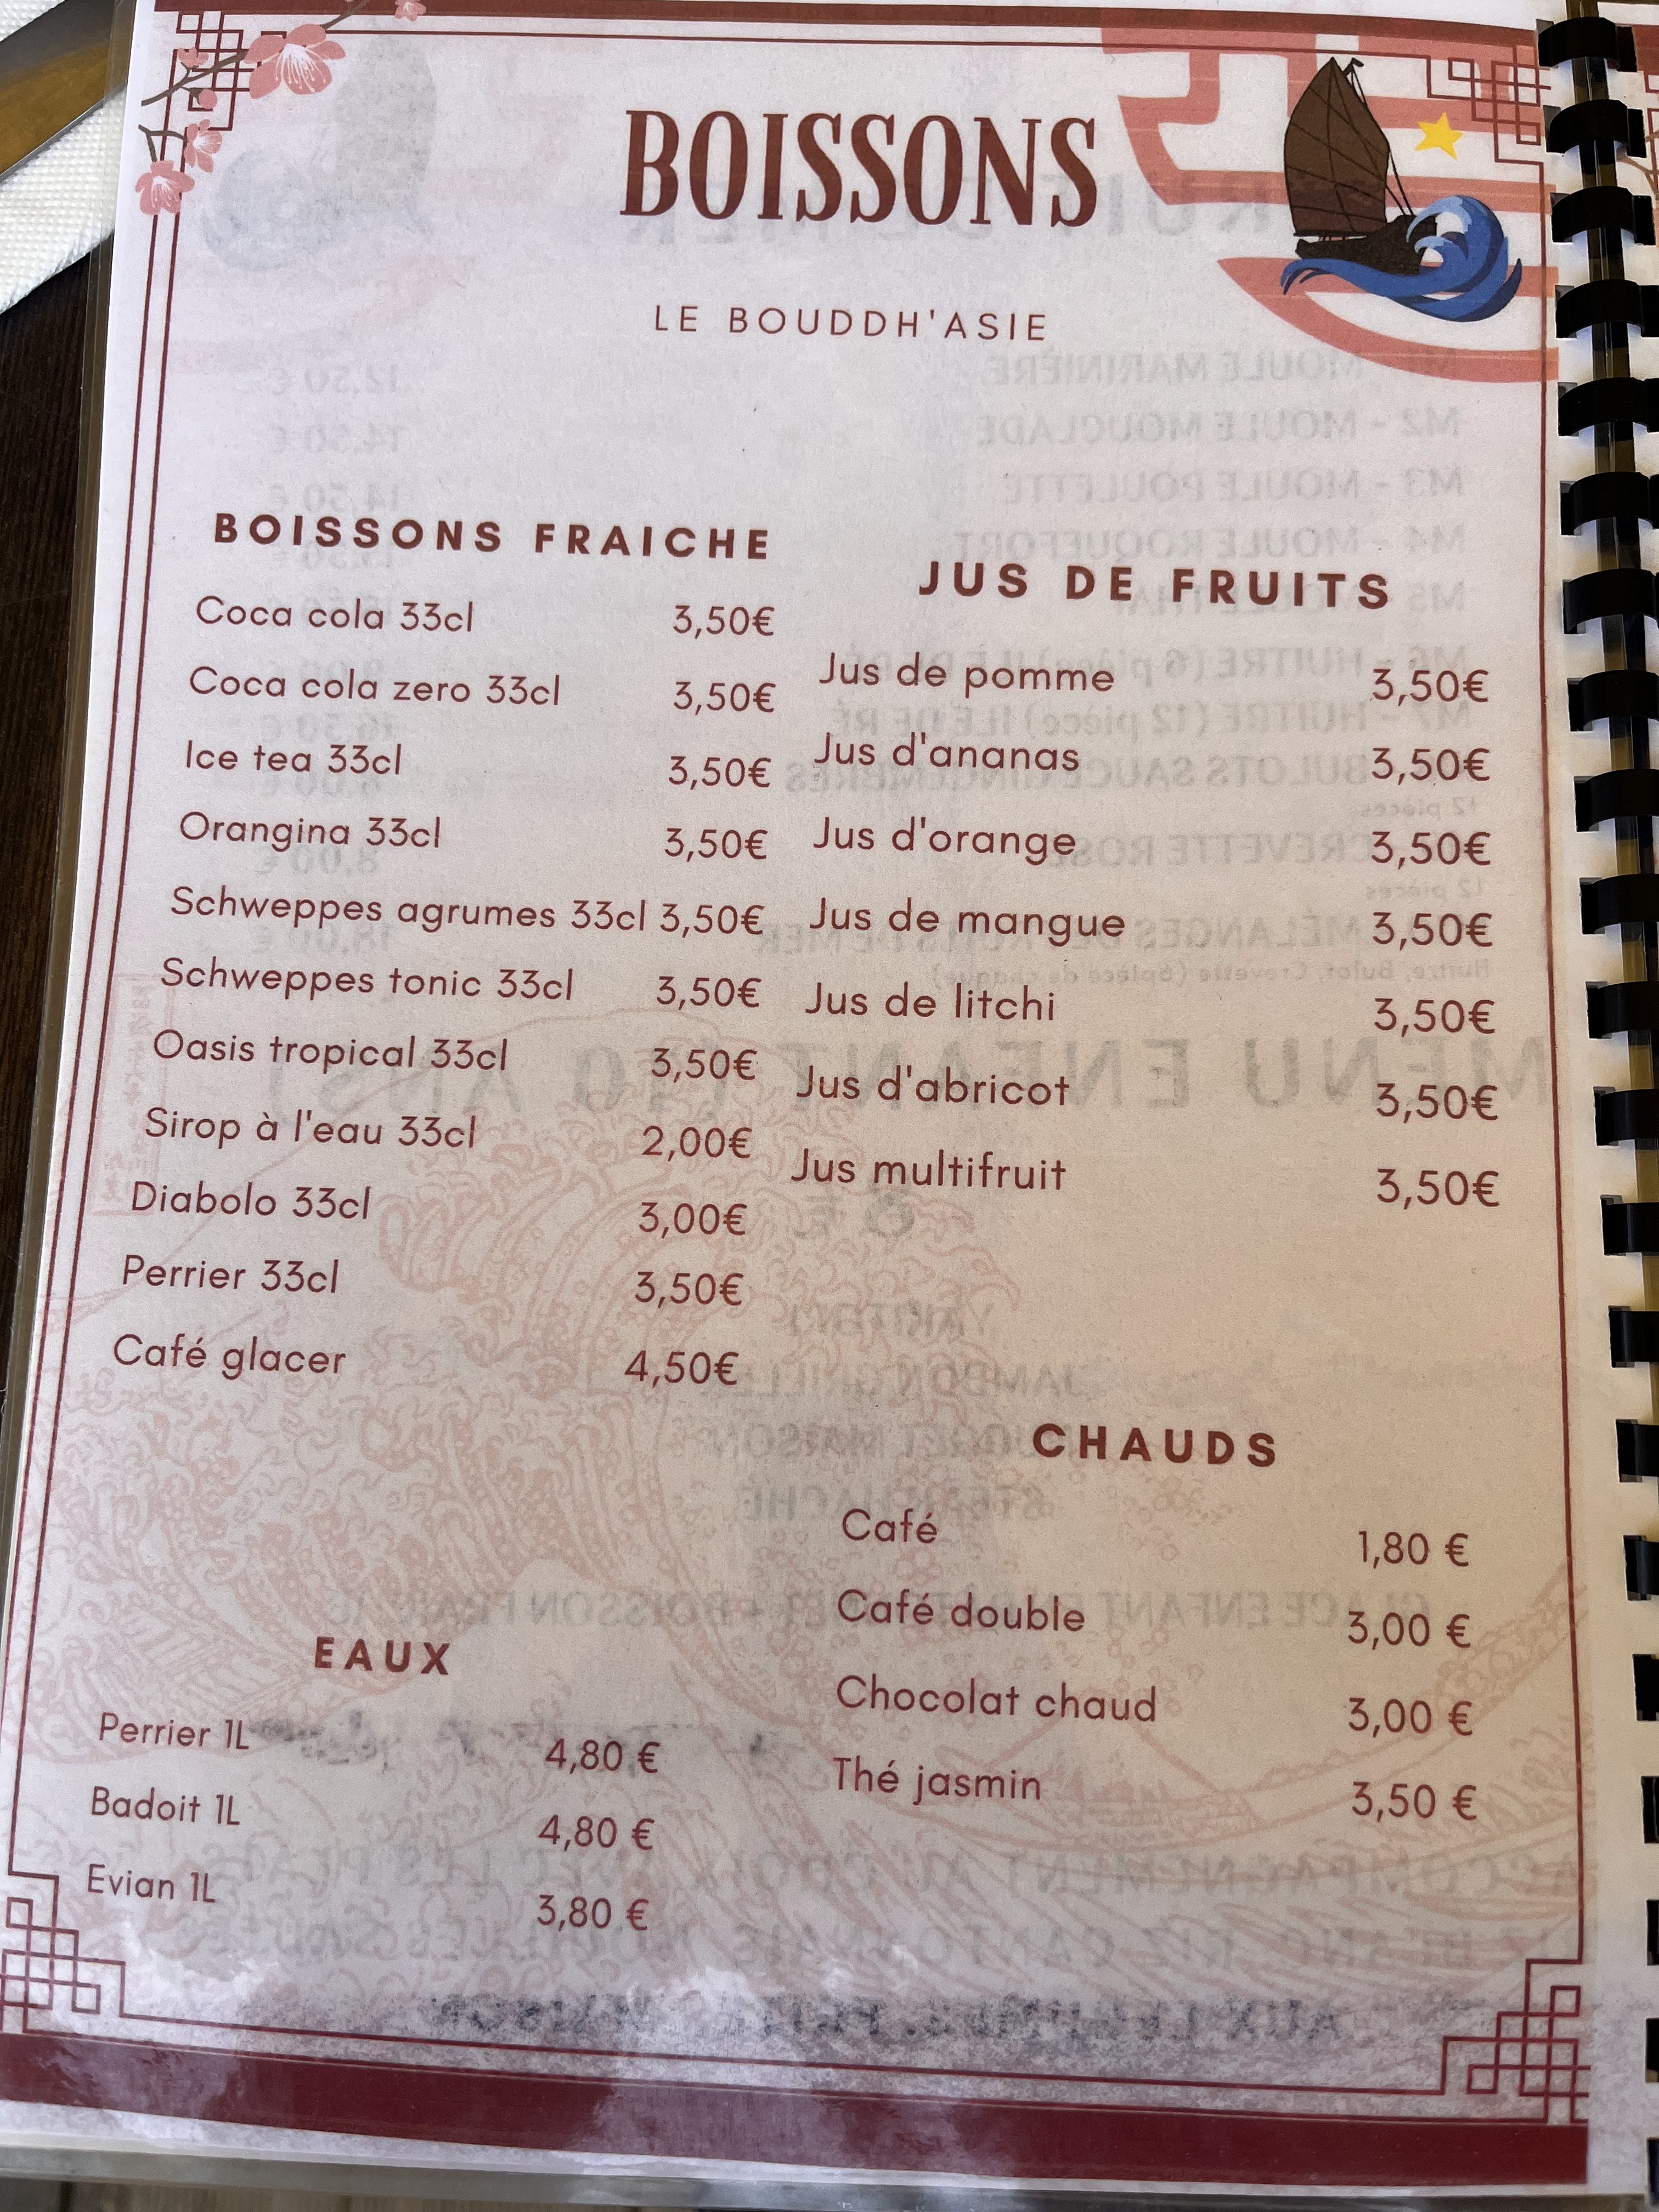 BOISSONS
LE BOUDDH'ASIE
BOISSONS FRAICHE
Coca cola 33cl 3,50€
Coca cola zero 33cl 3,50€
Ice tea 33cl 3,50€
Orangina 33cl 3,50€
Schweppes agrumes 33cl 3,50€
Schweppes tonic 33cl 3,50€
Oasis tropical 33cl 3,50€
Sirop à l'eau 33cl 2,00€
Diabolo 33cl 3,00€
Perrier 33cl 3,50€
Café glacer 4,50€
EAUX
Perrier 1L 4,80 €
Badoit 1L 4,80 €
Evian 1L 3,80 €
JUS DE FRUITS
Jus de pomme 3,50€
Jus d'ananas 3,50€
Jus d'orange 3,50€
Jus de mangue 3,50€
Jus de litchi 3,50€
Jus d'abricot 3,50€
Jus multifruit 3,50€
CHAUDS
Café 1,80 €
Café double 3,00 €
Chocolat chaud 3,00 €
Thé jasmin 3,50 €